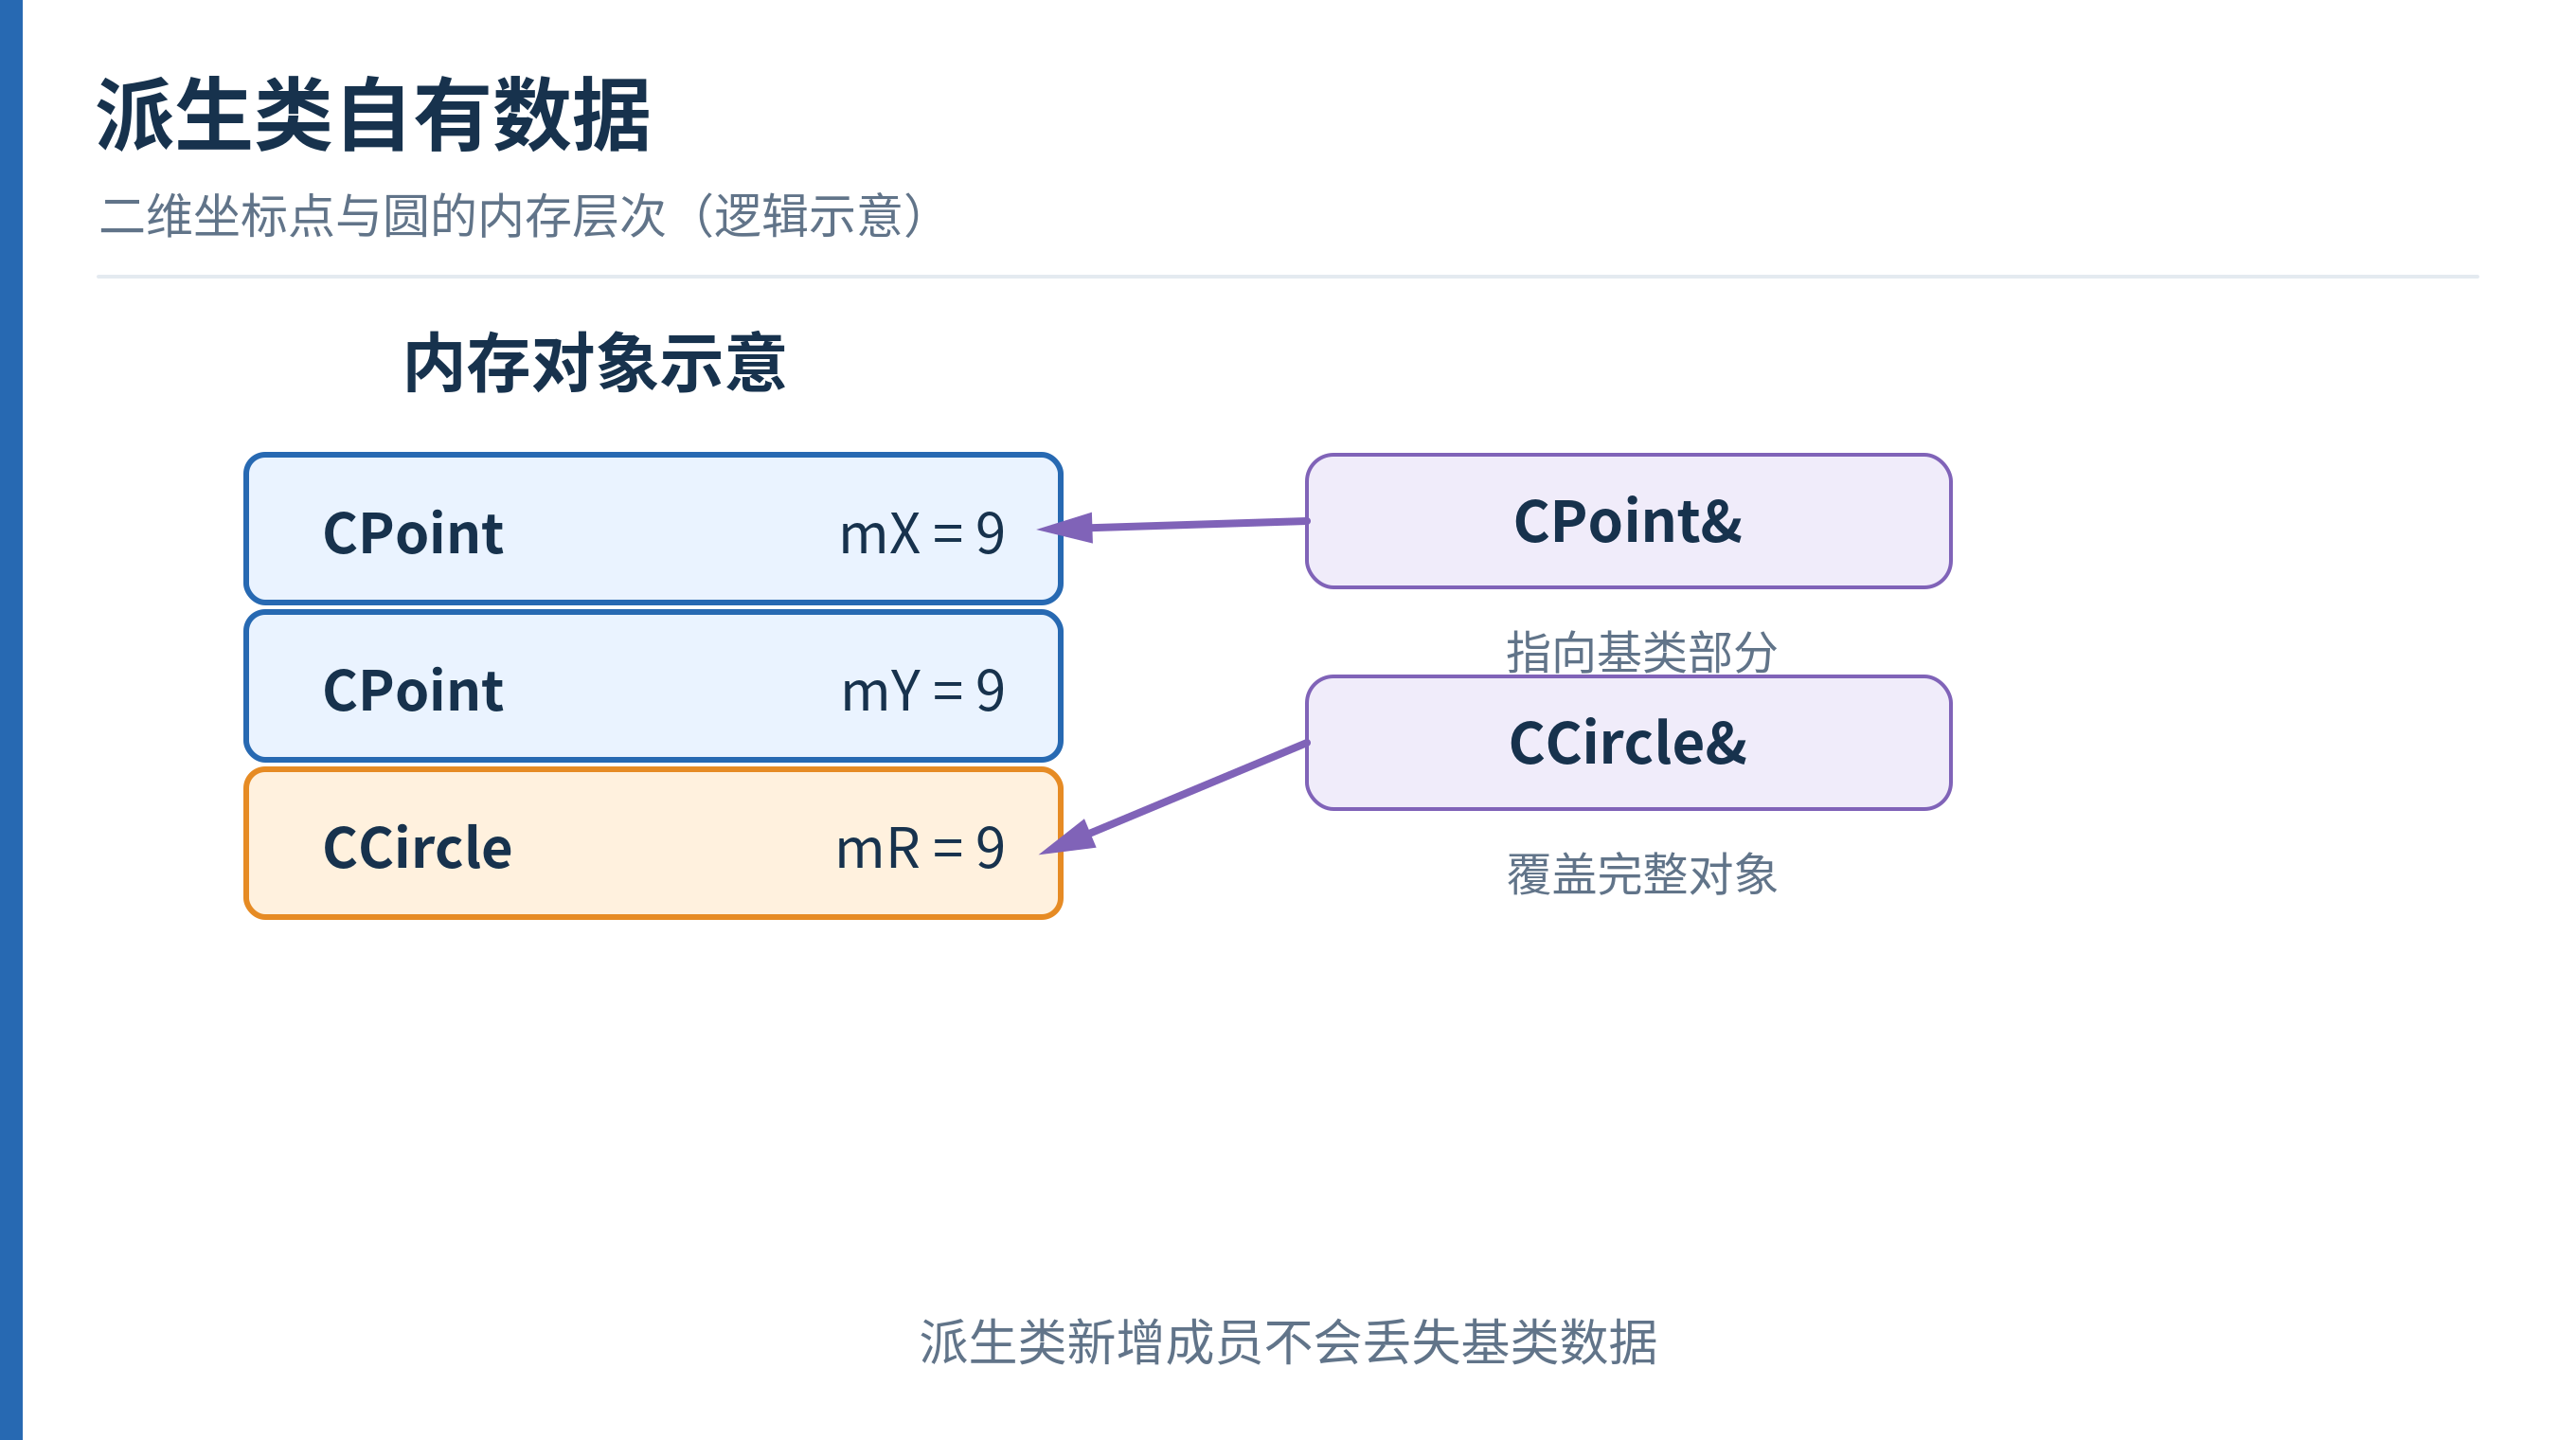 派生类自有数据
二维坐标点与圆的内存层次（逻辑示意）
内存对象示意
CPoint mX = 9
CPoint mY = 9
CCircle mR = 9
CPoint&
指向基类部分
CCircle&
覆盖完整对象
派生类新增成员不会丢失基类数据